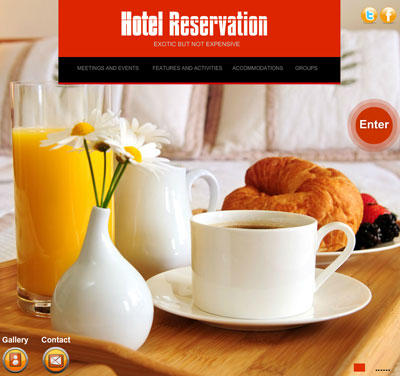 Hotel Reservation
EXOTIC BUT NOT EXPENSIVE
MEETINGS AND EVENTS FEATURES AND ACTIVITIES ACCOMMODATIONS GROUPS
Enter
Gallery Contact